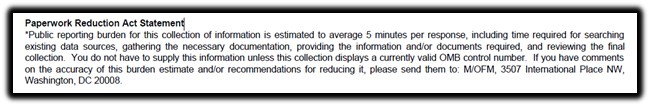 Paperwork Reduction Act Statement
*Public reporting burden for this collection of information is estimated to average 5 minutes per response, including time required for searching
existing data sources, gathering the necessary documentation, providing the information and/or documents required, and reviewing the final
collection. You do not have to supply this information unless this collection displays a currently valid OMB control number. If you have comments
on the accuracy of this burden estimate and/or recommendations for reducing it, please send them to: M/OFM, 3507 International Place NW,
Washington, DC 20008.